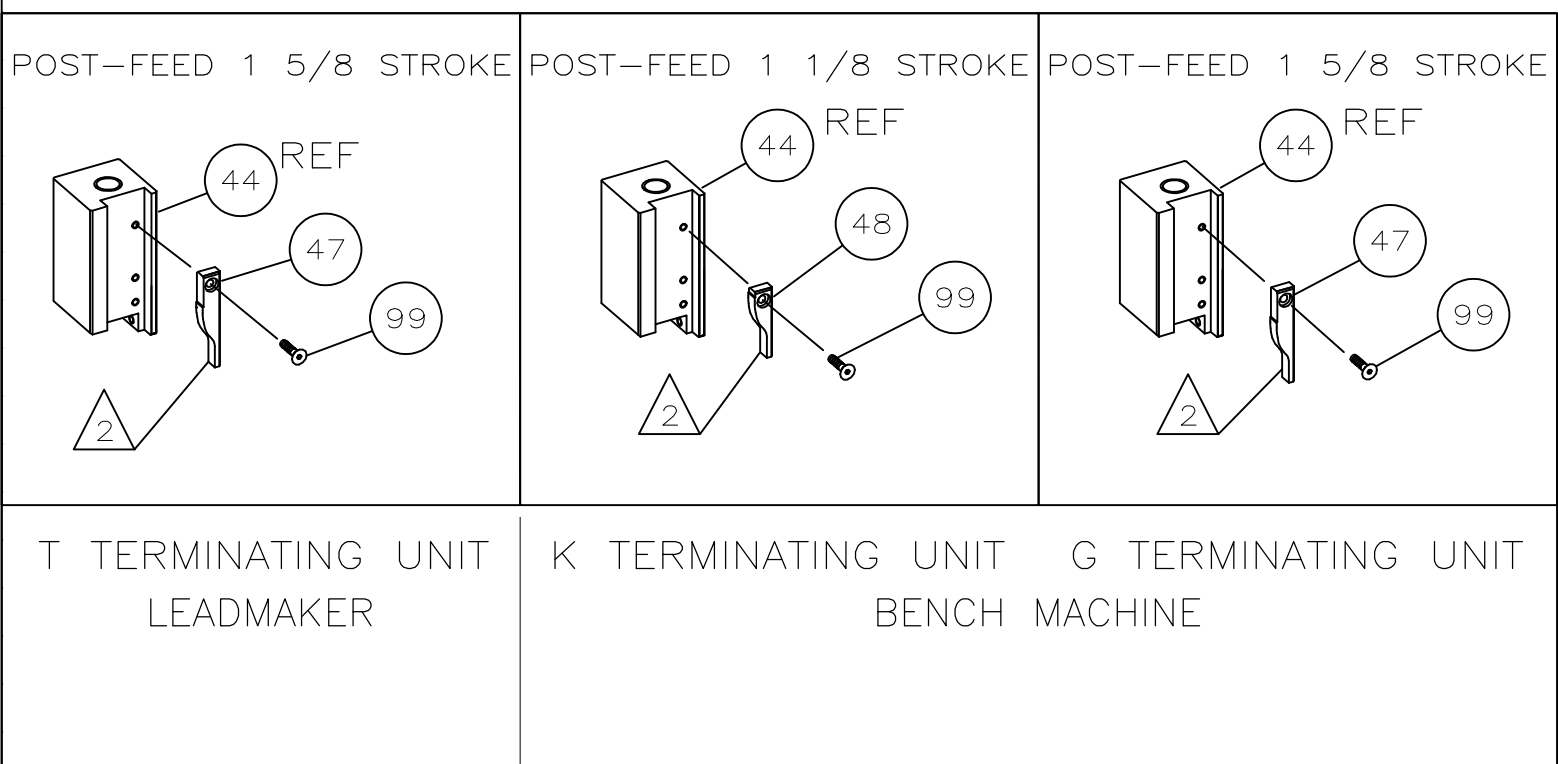 POST-FEED 1 5/8 STROKE
44 REF
47
99
2
POST-FEED 1 1/8 STROKE
44 REF
48
99
2
POST-FEED 1 5/8 STROKE
44 REF
47
99
2
T TERMINATING UNIT
LEADMAKER
K TERMINATING UNIT G TERMINATING UNIT
BENCH MACHINE